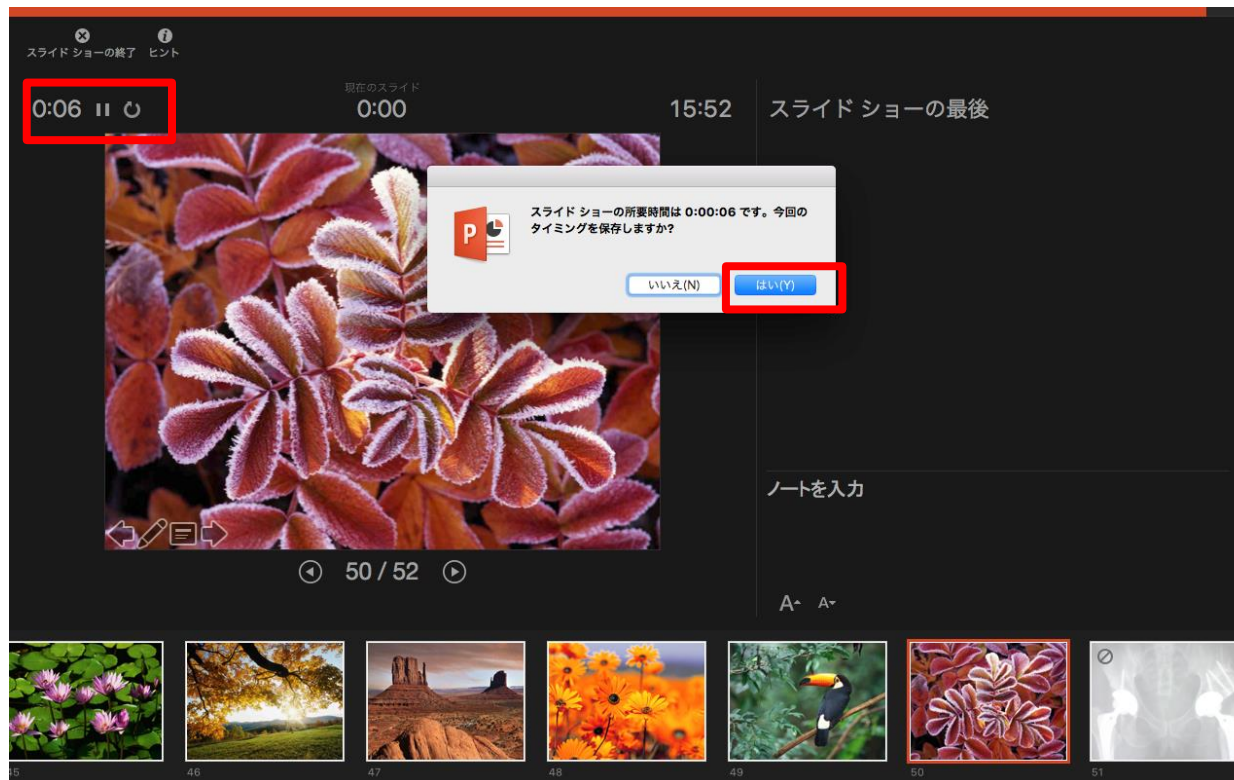 スライド ショーの終了 ヒント
0:06
現在のスライド
0:00
15:52
スライド ショーの最後
スライド ショーの所要時間は 0:00:06 です。今回の
タイミングを保存しますか?
P
いいえ(N) はい(Y)
ノートを入力
50 / 52
A A
45 46 47 48 49 50 51